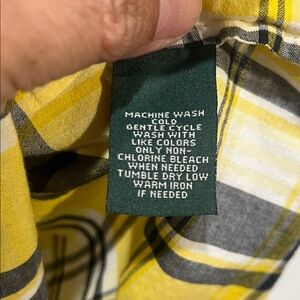 MACHINE WASH
COLD
GENTLE CYCLE
WASH WITH
LIKE COLORS
ONLY NON-
CHLORINE BLEACH
WHEN NEEDED
TUMBLE DRY LOW
WARM IRON
IF NEEDED